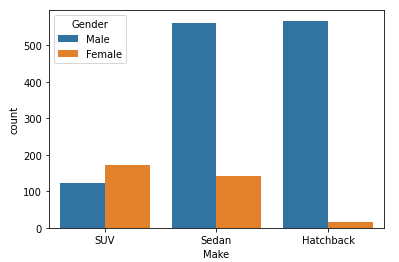 Gender
Male
Female
500
400
300
200
100
0
count
SUV Sedan Hatchback
Make